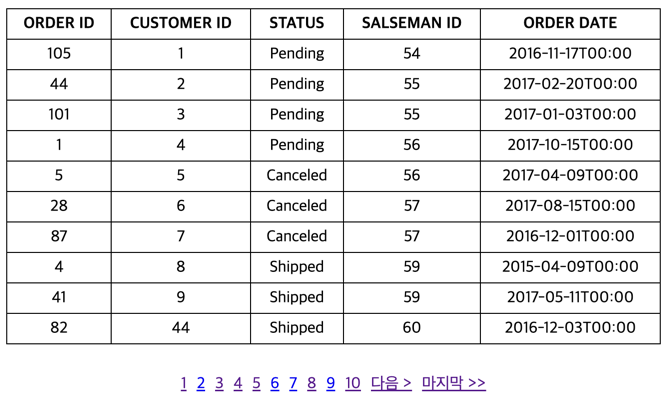 ORDER ID CUSTOMER ID STATUS SALSEMAN ID ORDER DATE
105 1 Pending 54 2016-11-17T00:00
44 2 Pending 55 2017-02-20T00:00
101 3 Pending 55 2017-01-03T00:00
1 4 Pending 56 2017-10-15T00:00
5 5 Canceled 56 2017-04-09T00:00
28 6 Canceled 57 2017-08-15T00:00
87 7 Canceled 57 2016-12-01T00:00
4 8 Shipped 59 2015-04-09T00:00
41 9 Shipped 59 2017-05-11T00:00
82 44 Shipped 60 2016-12-03T00:00
1 2 3 4 5 6 7 8 9 10 다음 > 마지막 >>